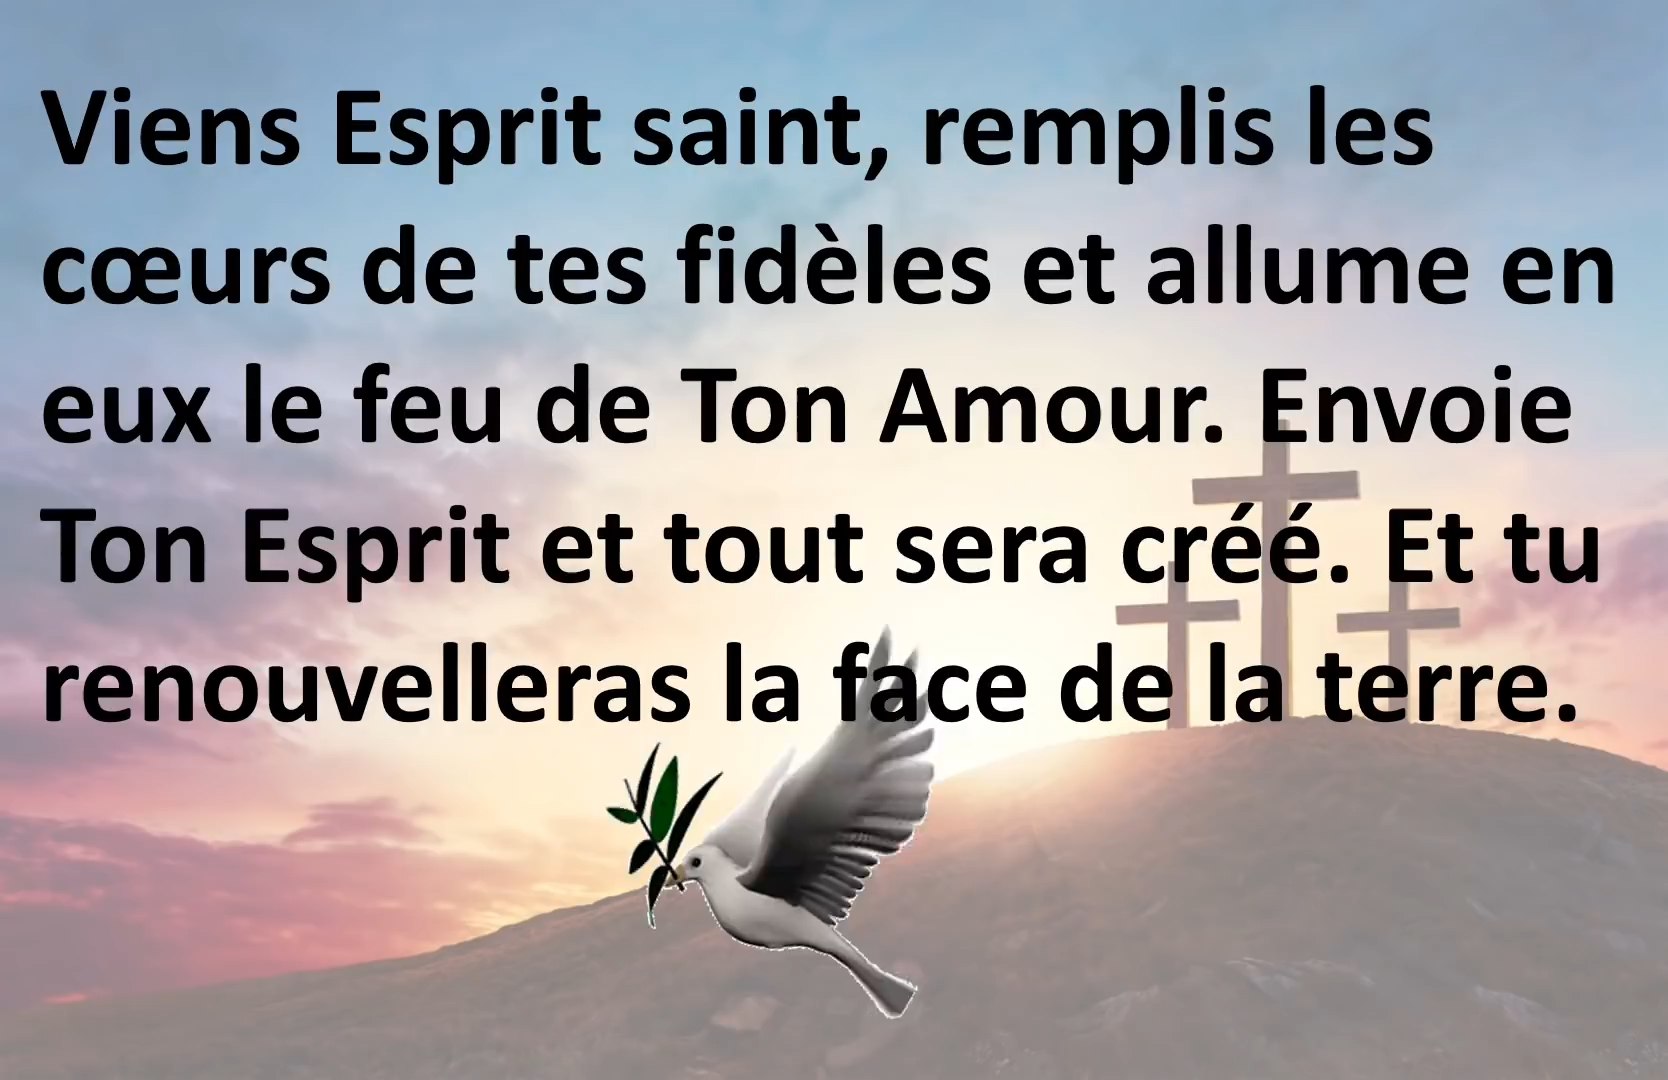 Viens Esprit saint, remplis les
cœurs de tes fidèles et allume en
eux le feu de Ton Amour. Envoie
Ton Esprit et tout sera créé. Et tu
renouvelleras la face de la terre.